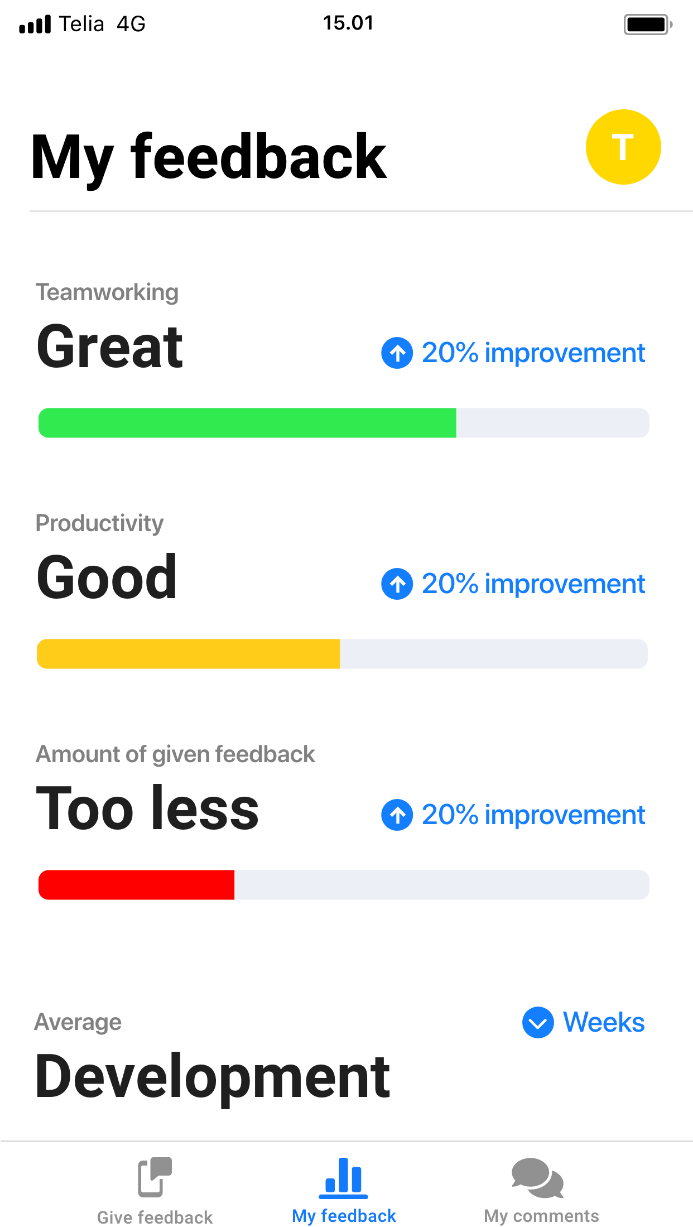 Telia 4G 15.01
My feedback T
Teamworking
Great 20% improvement
Productivity
Good 20% improvement
Amount of given feedback
Too less 20% improvement
Average Weeks
Development
Give feedback My feedback My comments